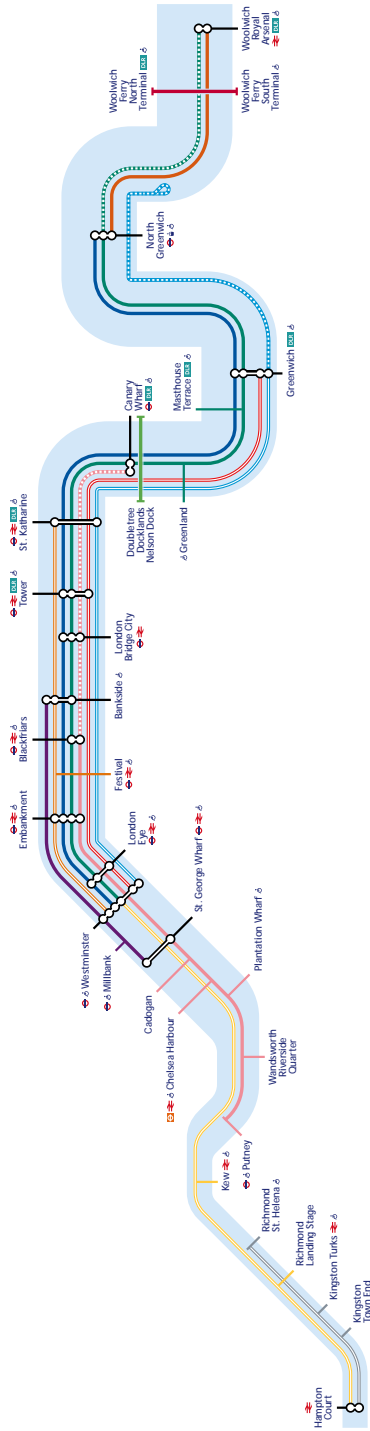 Hampton
Court
Kingston
Town End
Kingston Turks
Richmond
Landing Stage
Richmond
St. Helena
Kew
Putney
Wandsworth
Riverside
Quarter
Plantation Wharf
Chelsea Harbour
Cadogan
St. George Wharf
Millbank
Westminster
London
Eye
Embankment
Festival
Blackfriars
Bankside
London
Bridge City
Tower
DLR
St. Katharine
DLR
Doubletree
Docklands
Nelson Dock
Canary
Wharf
DLR
Greenland
Masthouse
Terrace DLR
Greenwich DLR
North
Greenwich
Woolwich
Ferry
North
Terminal DLR
Woolwich
Ferry
South
Terminal
Woolwich
Royal
Arsenal
DLR